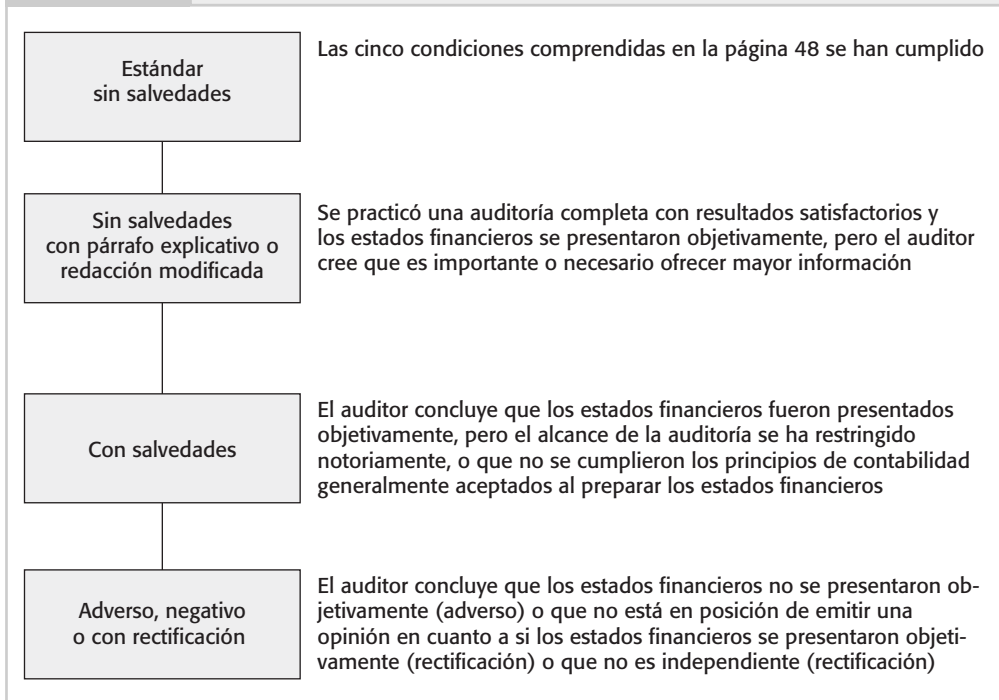 Estándar
sin salvedades
Las cinco condiciones comprendidas en la página 48 se han cumplido
Sin salvedades
con párrafo explicativo o
redacción modificada
Se practicó una auditoría completa con resultados satisfactorios y
los estados financieros se presentaron objetivamente, pero el auditor
cree que es importante o necesario ofrecer mayor información
Con salvedades
El auditor concluye que los estados financieros fueron presentados
objetivamente, pero el alcance de la auditoría se ha restringido
notoriamente, o que no se cumplieron los principios de contabilidad
generalmente aceptados al preparar los estados financieros
Adverso, negativo
o con rectificación
El auditor concluye que los estados financieros no se presentaron ob-
jetivamente (adverso) o que no está en posición de emitir una
opinión en cuanto a si los estados financieros se presentaron objeti-
vamente (rectificación) o que no es independiente (rectificación)